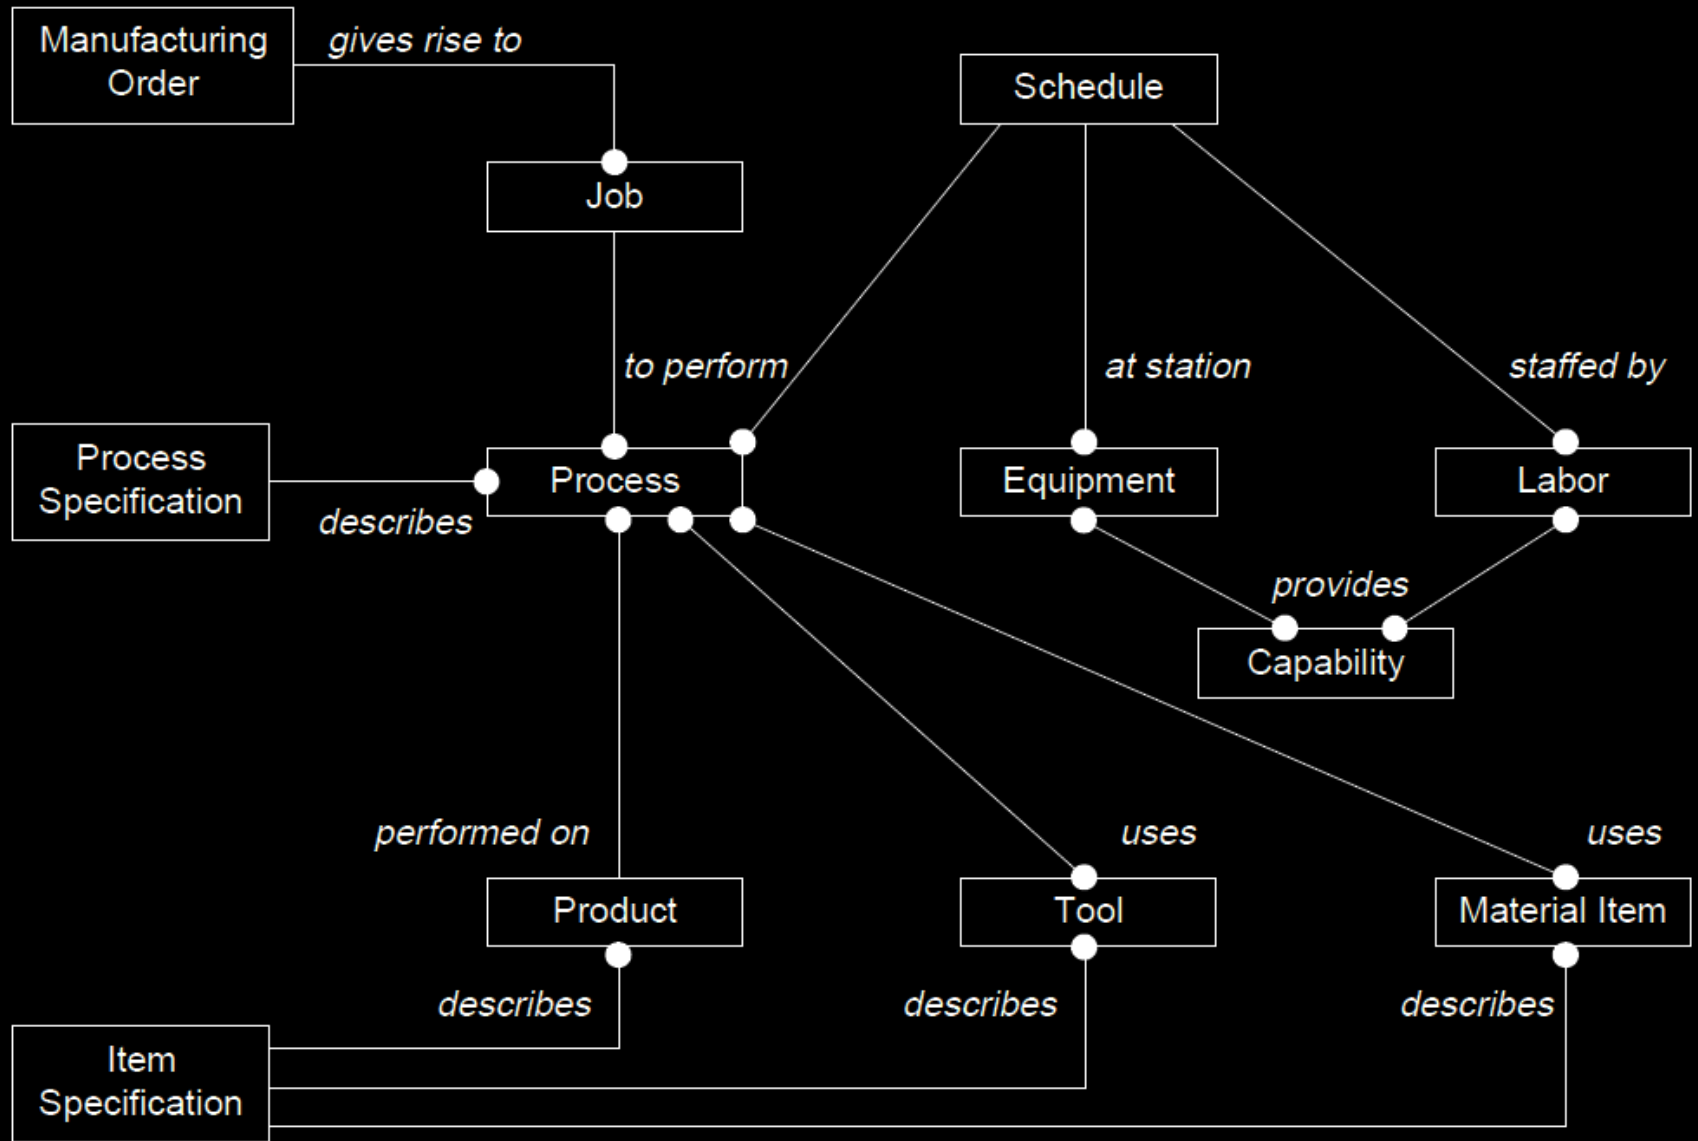 Manufacturing
Order
gives rise to
Schedule
Job
to perform
at station
staffed by
Process
Specification
describes
Process
Equipment
Labor
provides
Capability
performed on
uses
uses
Product
Tool
Material Item
describes
describes
describes
Item
Specification